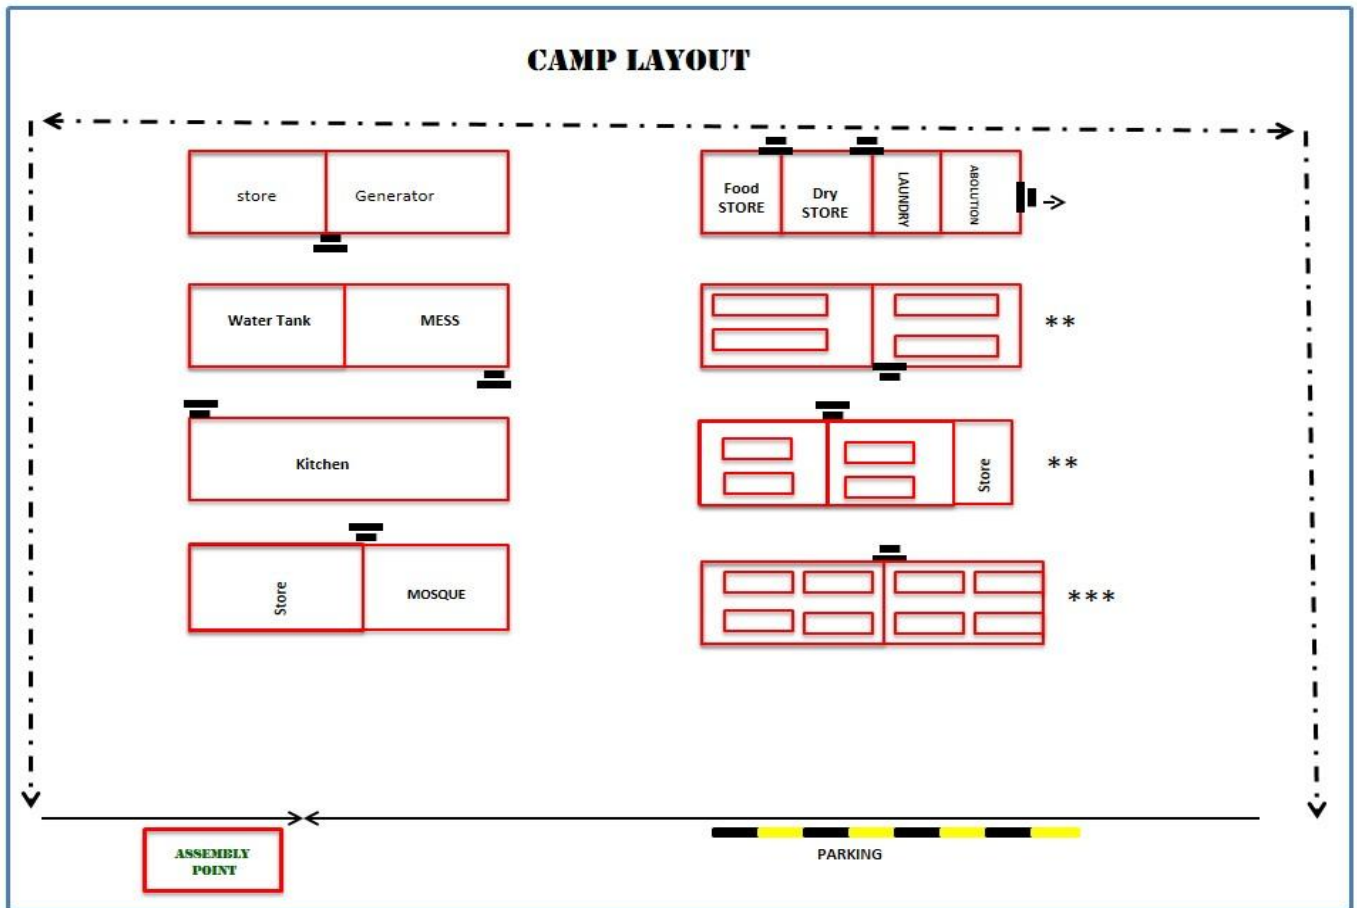 CAMP LAYOUT
store
Generator
Food
STORE
Dry
STORE
LAUNDRY
ABOLUTION
Water Tank
MESS
**
Kitchen
Store
**
Store
MOSQUE
***
ASSEMBLY
POINT
PARKING